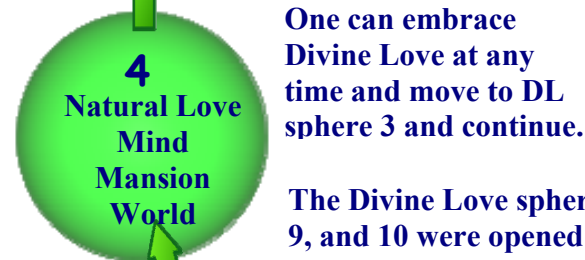 4
Natural Love
Mind
Mansion
World
One can embrace
Divine Love at any
time and move to DL
sphere 3 and continue.
The Divine Love
9, and 10 were opened